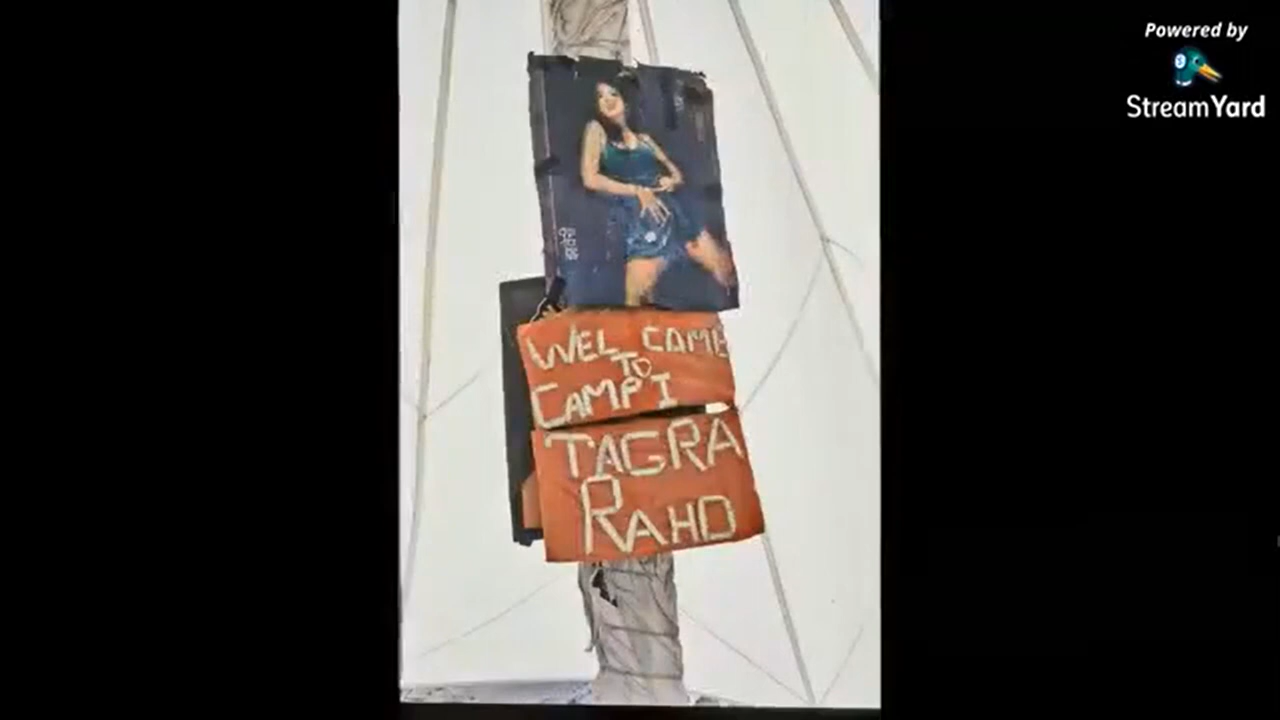 Powered by
StreamYard
WEL CAME
TO
CAMP I
TAGRA
RAHD